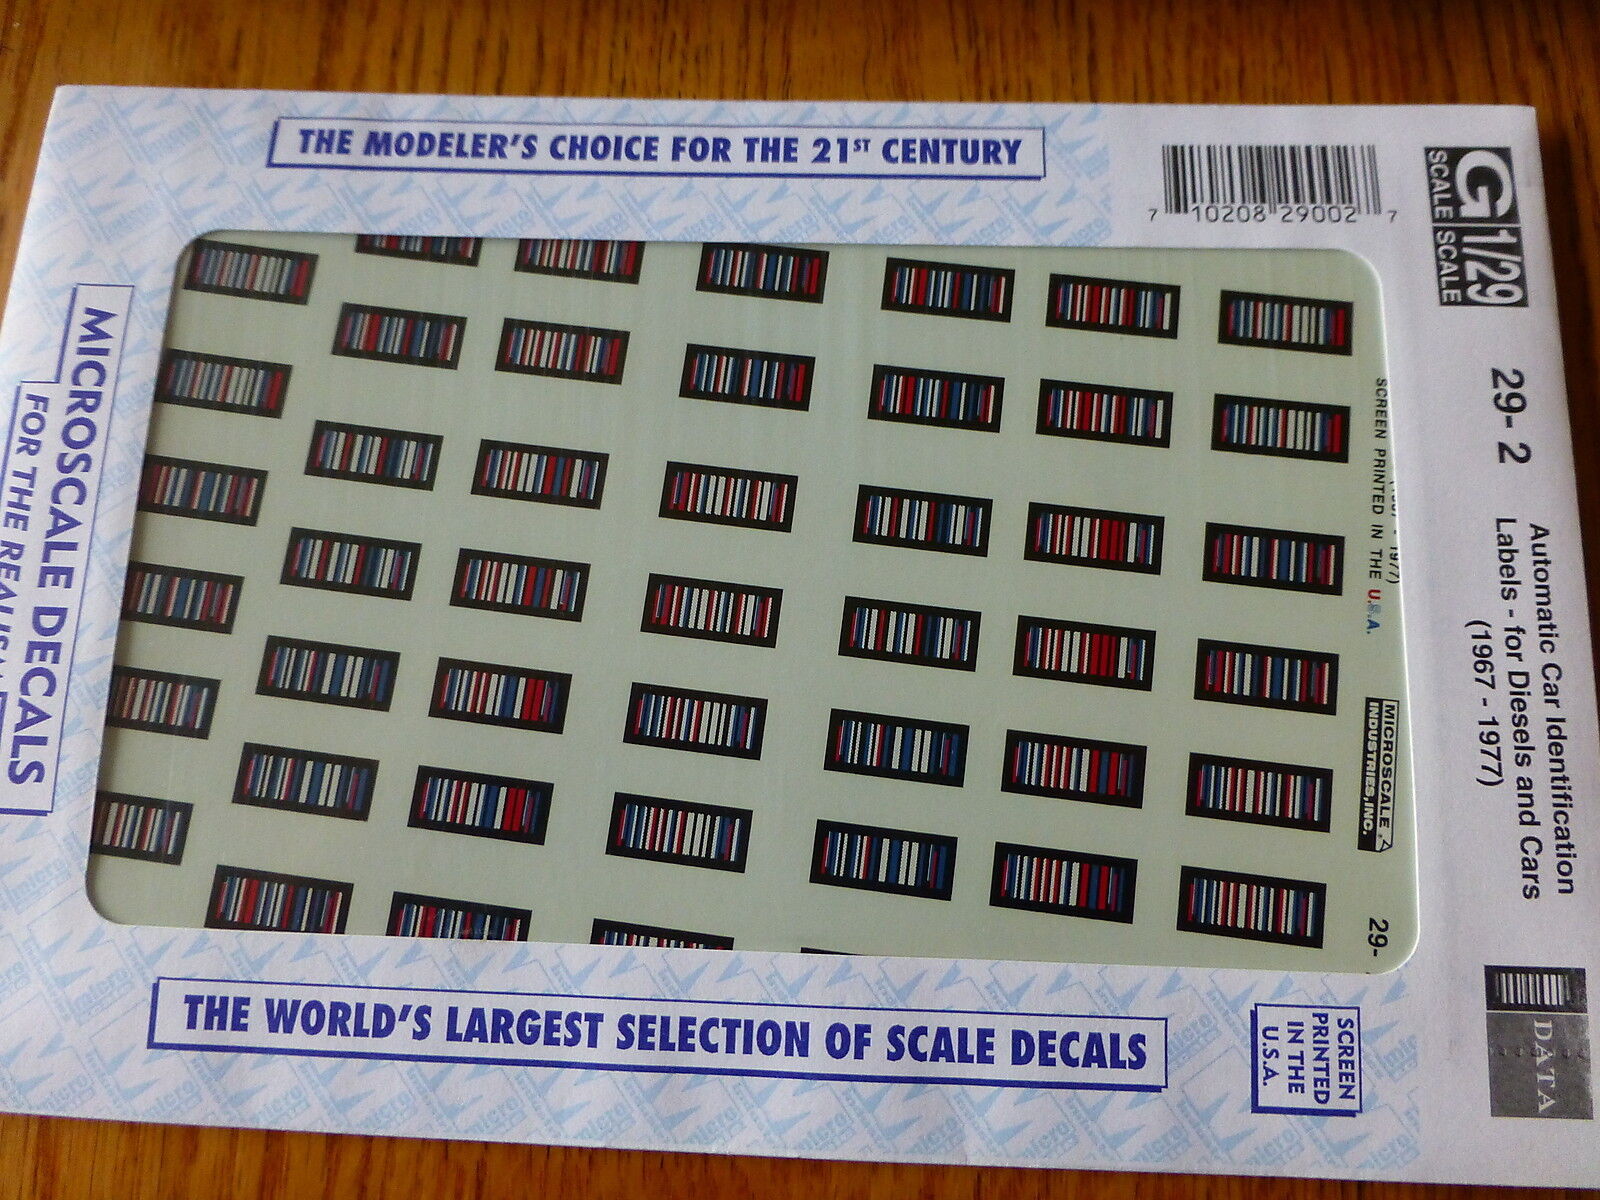 THE MODELER'S CHOICE FOR THE 21ST CENTURY
7 10208 29002 7
G 1/29
SCALE SCALE
29-2
Automatic Car Identification
Labels - for Diesels and Cars
(1967 - 1977)
DATA
MICROSCALE DECALS
FOR THE
1977)
SCREEN PRINTED IN THE U.S.A.
MICROSCALE
INDUSTRIES, INC.
29-
THE WORLD'S LARGEST SELECTION OF SCALE DECALS
SCREEN
PRINTED
IN THE
U.S.A.